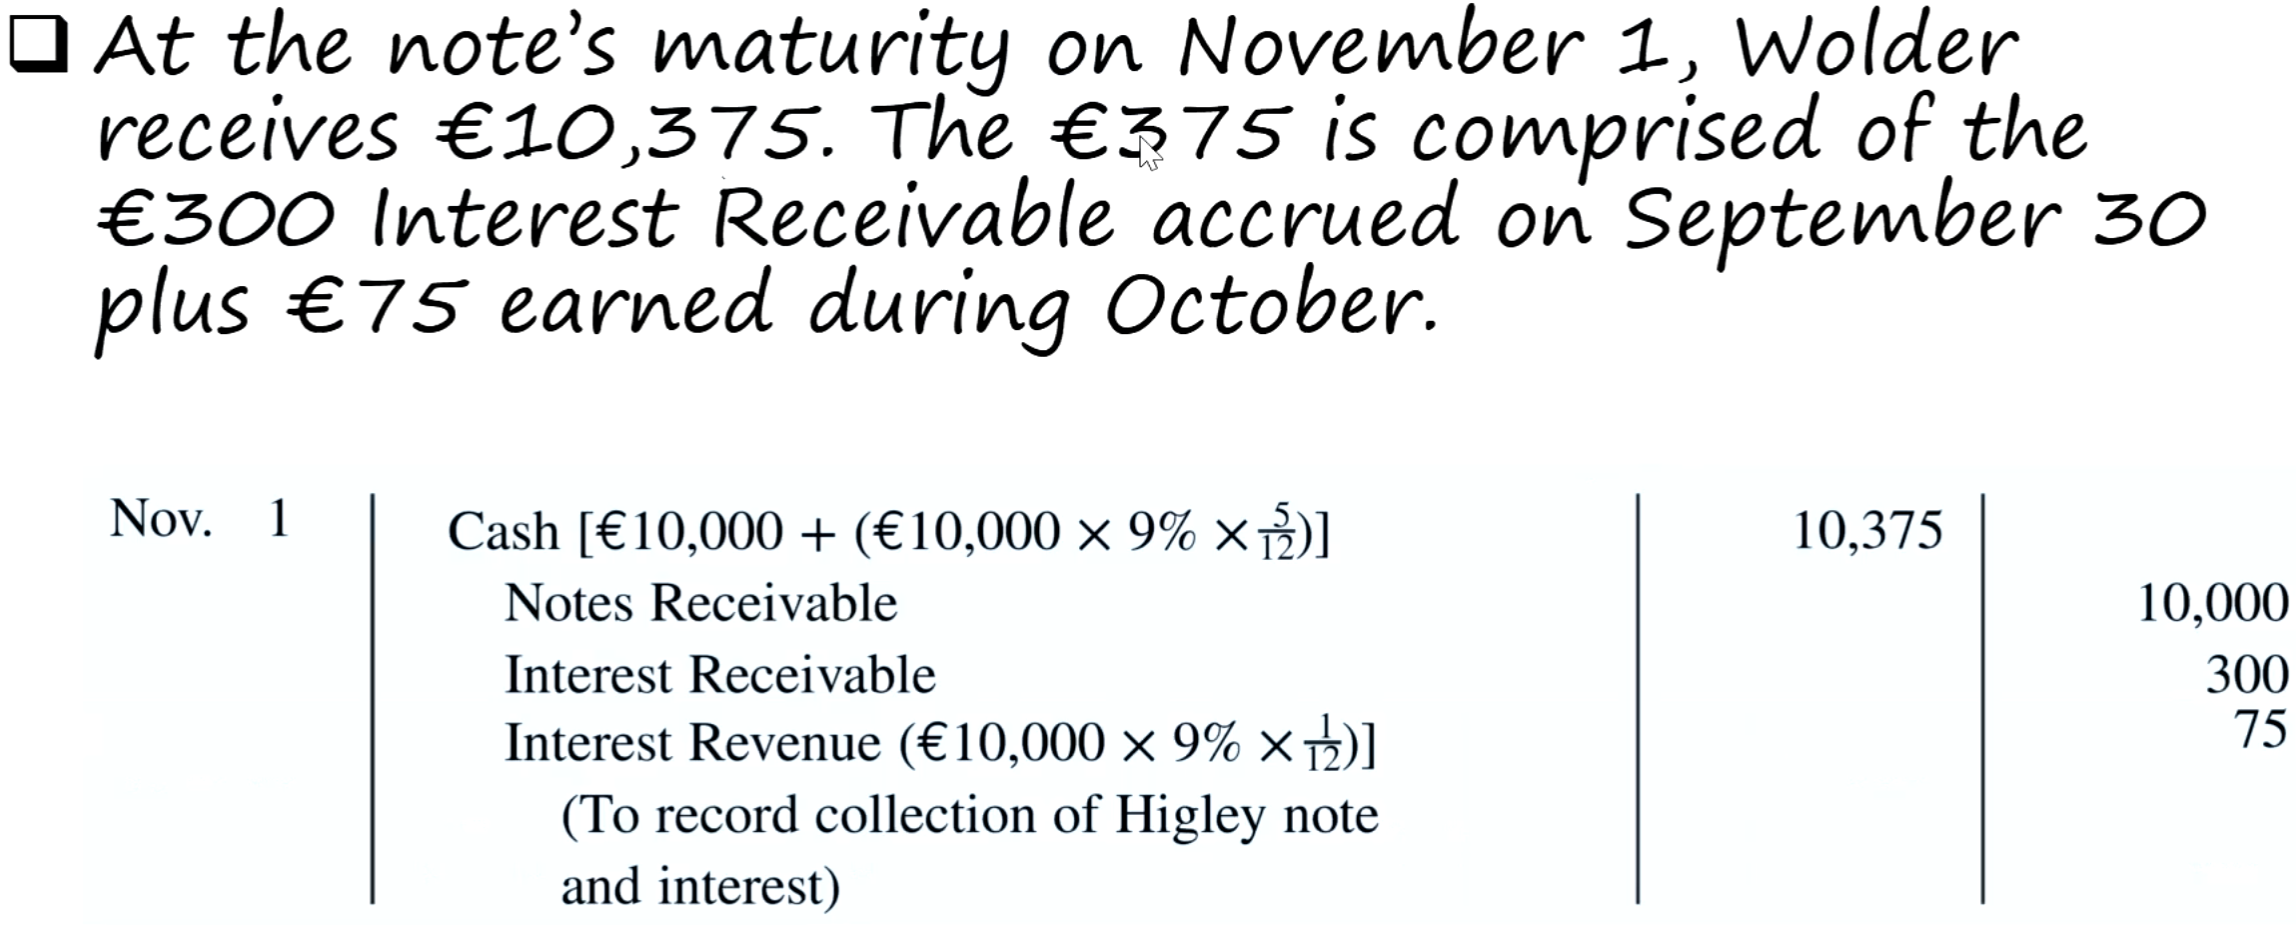 ❑ At the note's maturity on November 1, Wolder
receives €10,375. The €375 is comprised of the
€300 Interest Receivable accrued on September 30
plus €75 earned during October.
Nov. 1 Cash [€10,000 + (€10,000 × 9% × 5/12)] 10,375
Notes Receivable 10,000
Interest Receivable 300
Interest Revenue (€10,000 × 9% × 1/12)] 75
(To record collection of Higley note
and interest)